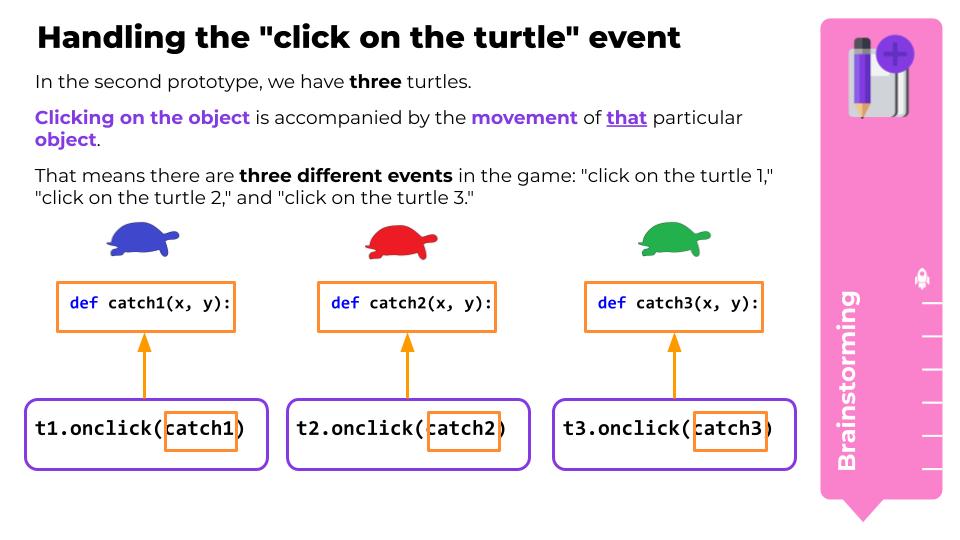 Handling the "click on the turtle" event
In the second prototype, we have three turtles.
Clicking on the object is accompanied by the movement of that particular
object.
That means there are three different events in the game: "click on the turtle 1,"
"click on the turtle 2," and "click on the turtle 3."
def catch1(x, y):
def catch2(x, y):
def catch3(x, y):
t1.onclick(catch1)
t2.onclick(catch2)
t3.onclick(catch3)
Brainstorming